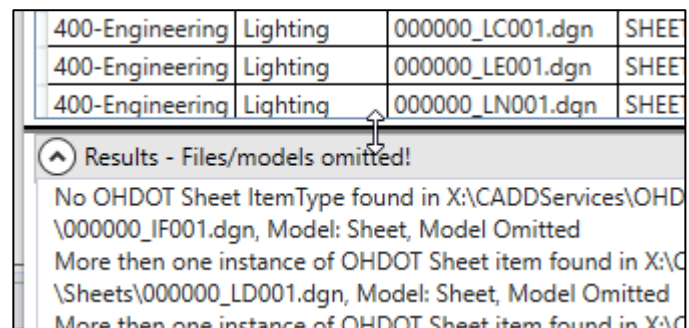 400-Engineering Lighting 000000_LC001.dgn SHEET
400-Engineering Lighting 000000_LE001.dgn SHEET
400-Engineering Lighting 000000_LN001.dgn SHEET
Results - Files/models omitted!
No OHDOT Sheet ItemType found in X:\CADDServices\OHD
\000000_IF001.dgn, Model: Sheet, Model Omitted
More then one instance of OHDOT Sheet item found in X:\C
\Sheets\000000_LD001.dgn, Model: Sheet, Model Omitted
More then one instance of OHDOT Sheet item found in X:\C